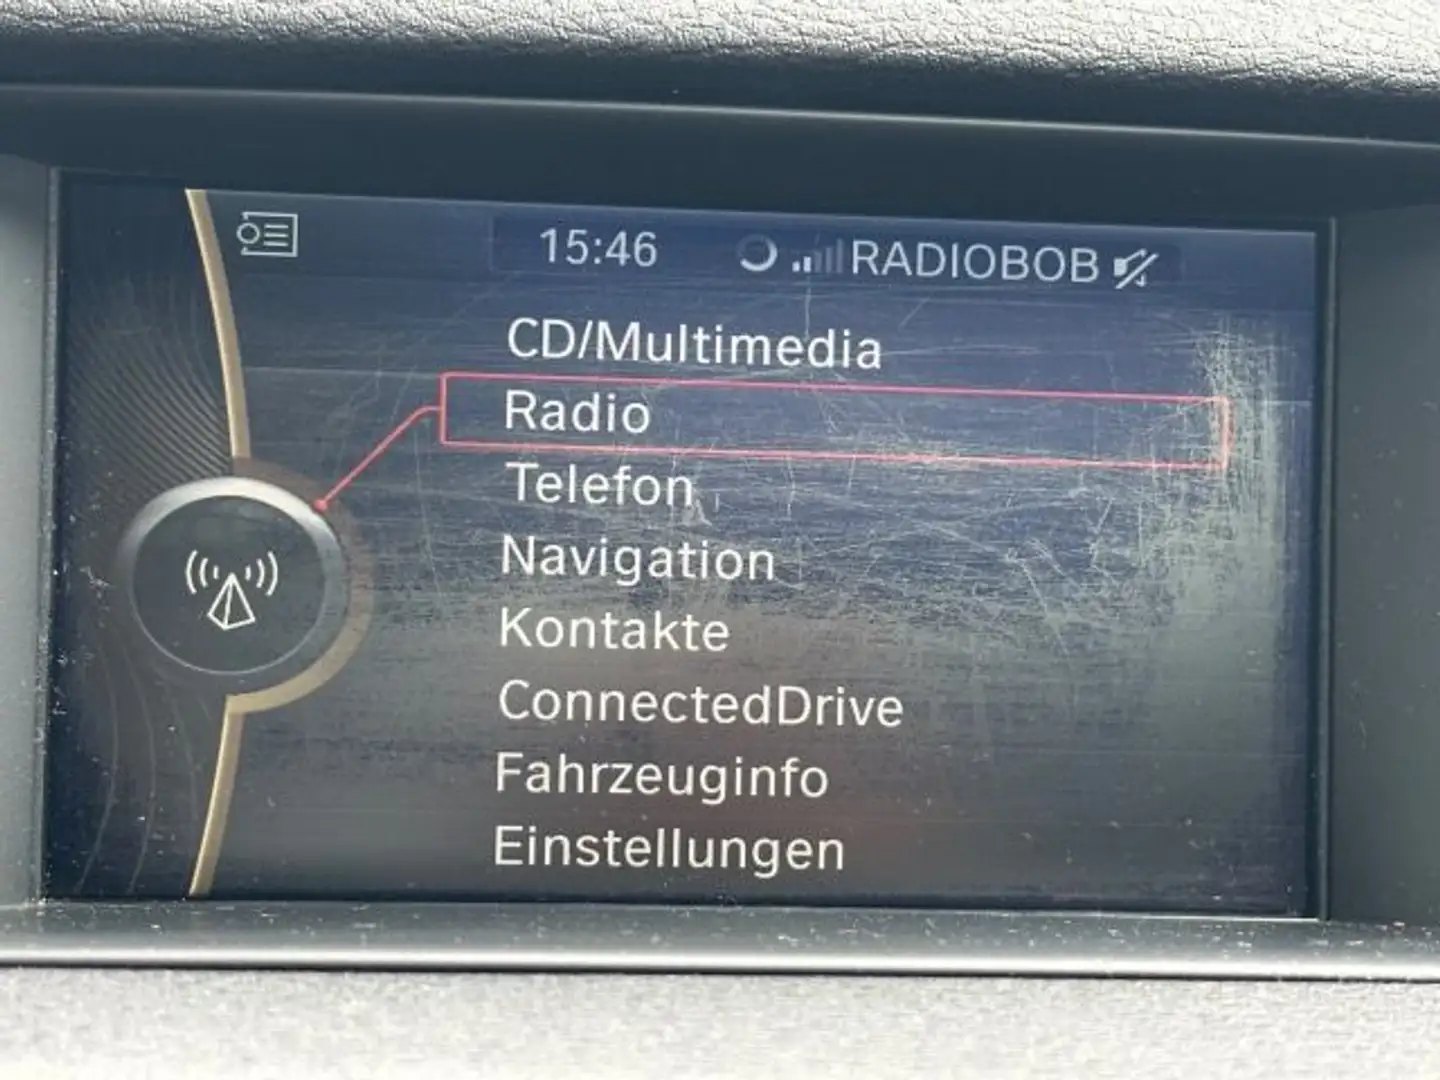 15:46 RADIOBOB
CD/Multimedia
Radio
Telefon
Navigation
Kontakte
ConnectedDrive
Fahrzeuginfo
Einstellungen